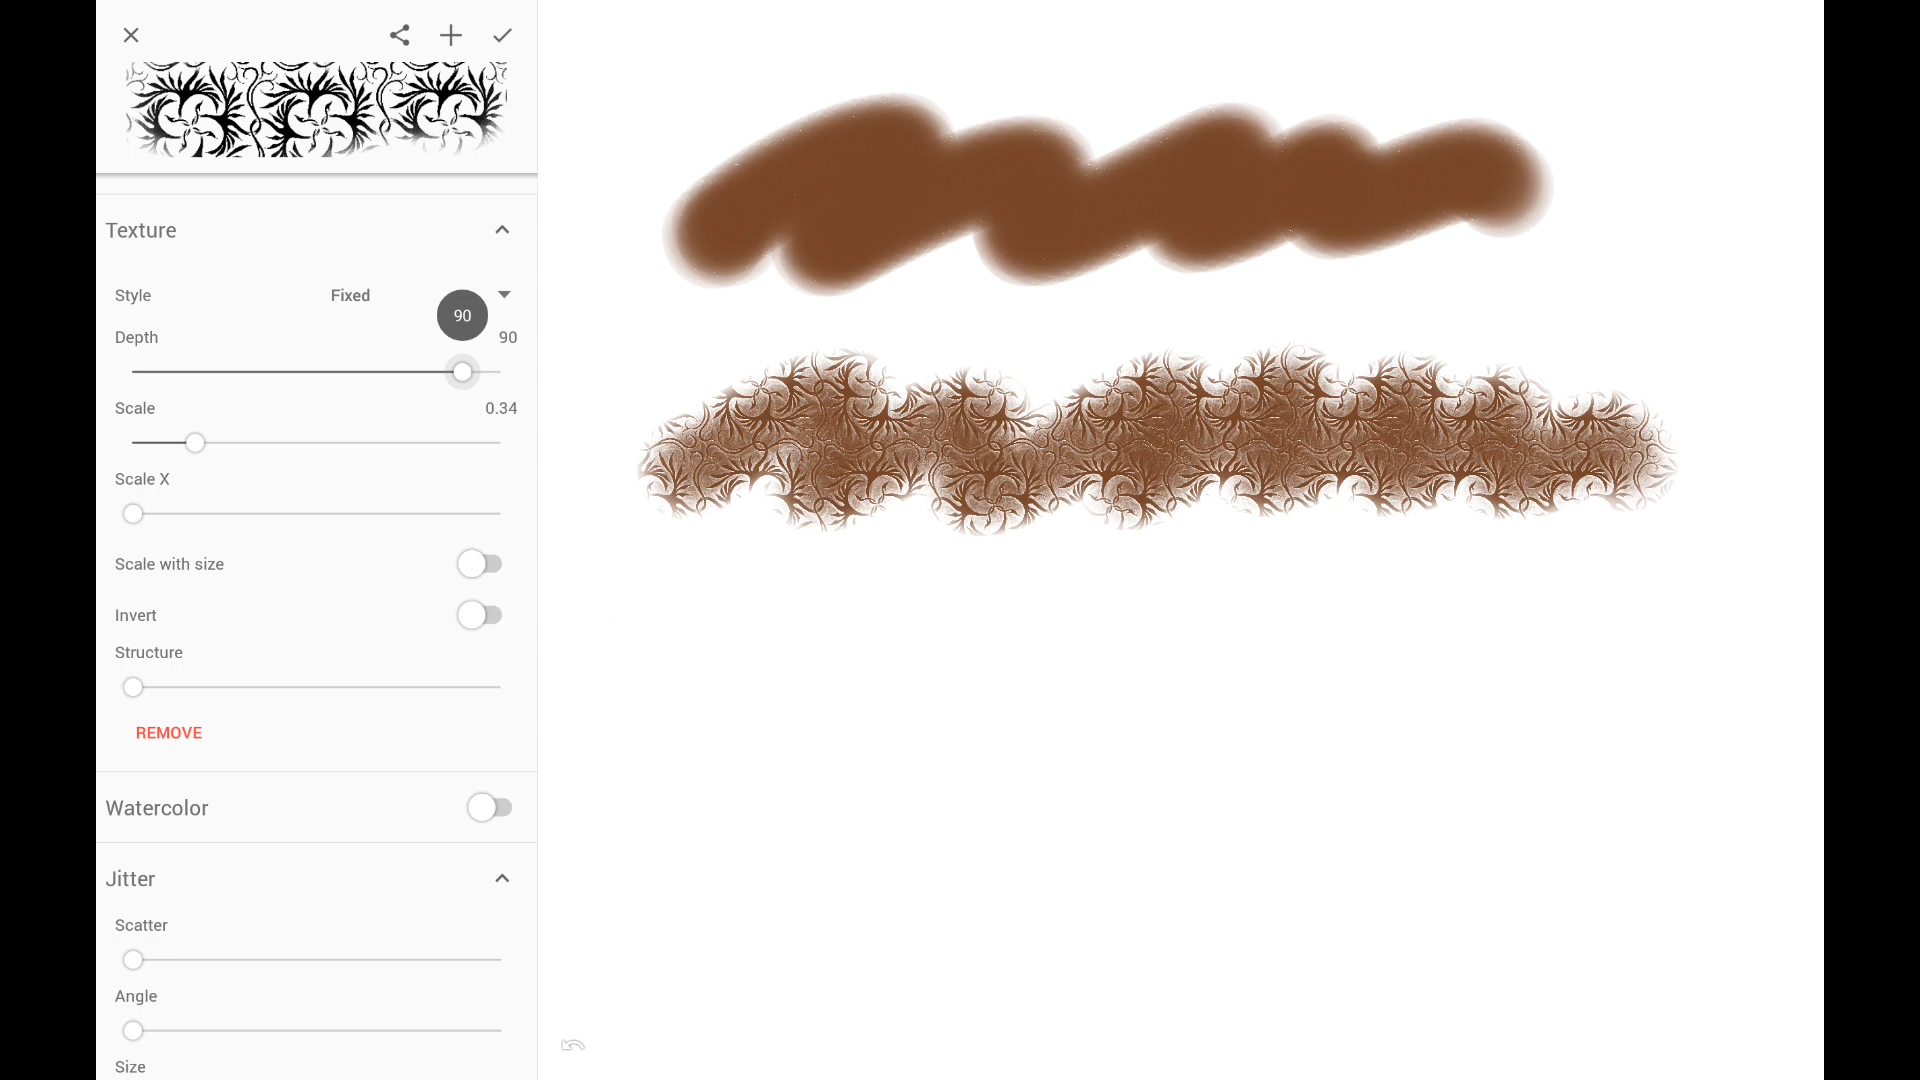 Texture
Style Fixed
90
Depth 90
Scale 0.34
Scale X
Scale with size
Invert
Structure
REMOVE
Watercolor
Jitter
Scatter
Angle
Size